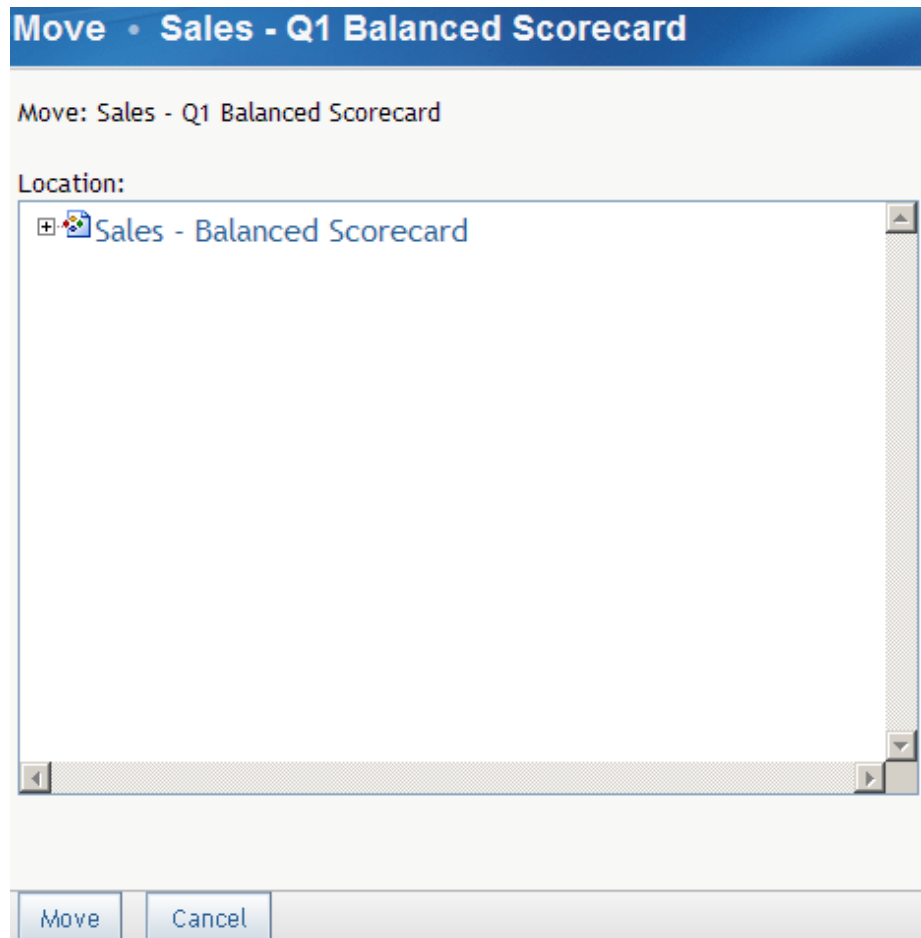 Move • Sales - Q1 Balanced Scorecard
Move: Sales - Q1 Balanced Scorecard
Location:
Sales - Balanced Scorecard
Move Cancel